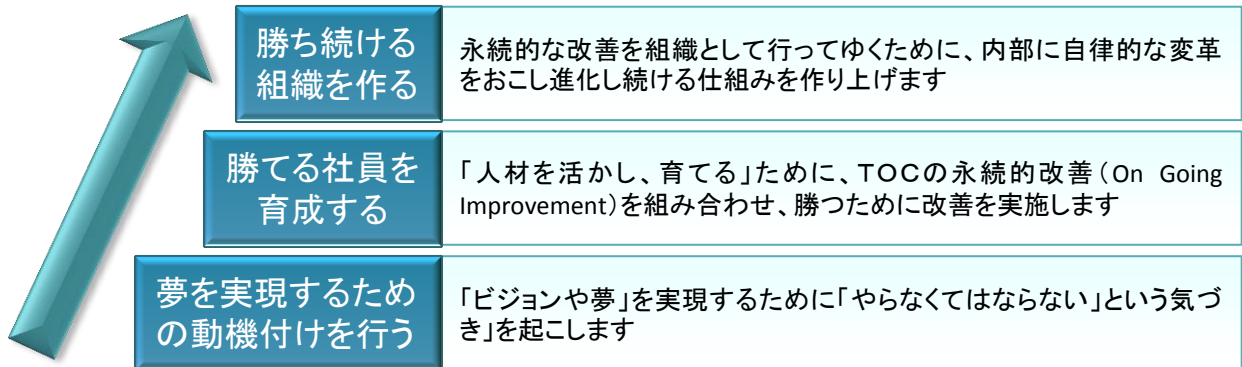 勝ち続ける
組織を作る
永続的な改善を組織として行ってゆくために、内部に自律的な変革
をおこし進化し続ける仕組みを作り上げます
勝てる社員を
育成する
「人材を活かし、育てる」ために、ＴＯＣの永続的改善（On Going
Improvement）を組み合わせ、勝つために改善を実施します
夢を実現するため
の動機付けを行う
「ビジョンや夢」を実現するために「やらなくてはならない」という気づ
き」を起こします